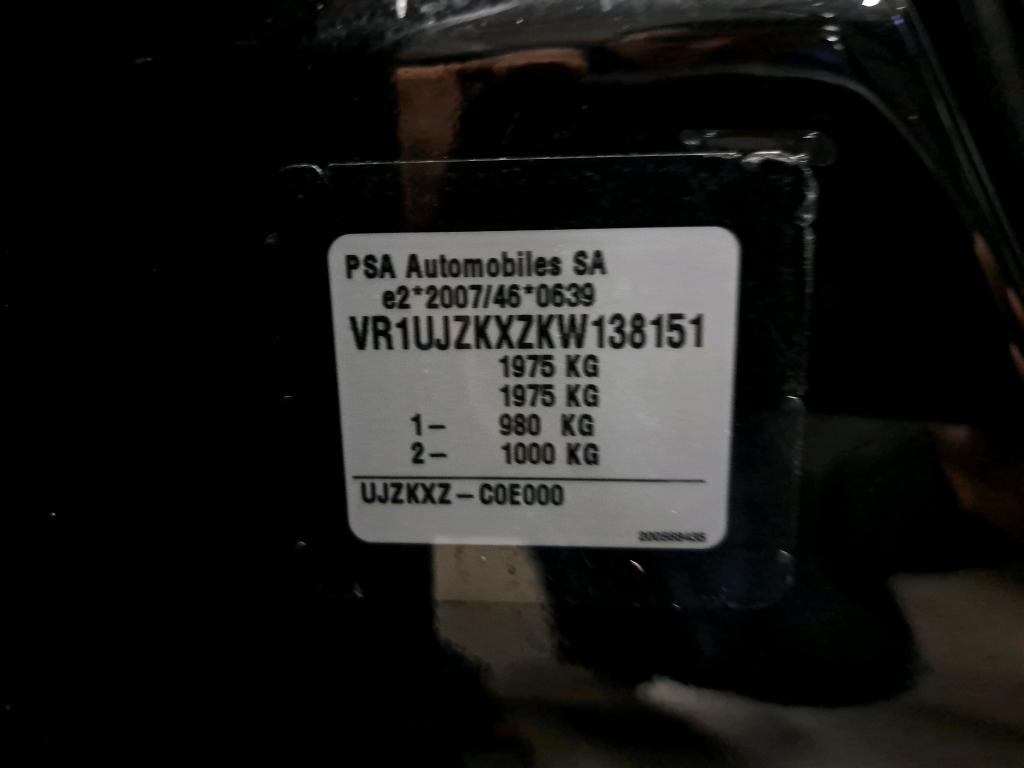 PSA Automobiles SA
e2*2007/46*0639
VR1UJZKXZKW138151
1975 KG
1975 KG
1– 980 KG
2– 1000 KG
UJZKXZ – C0E000